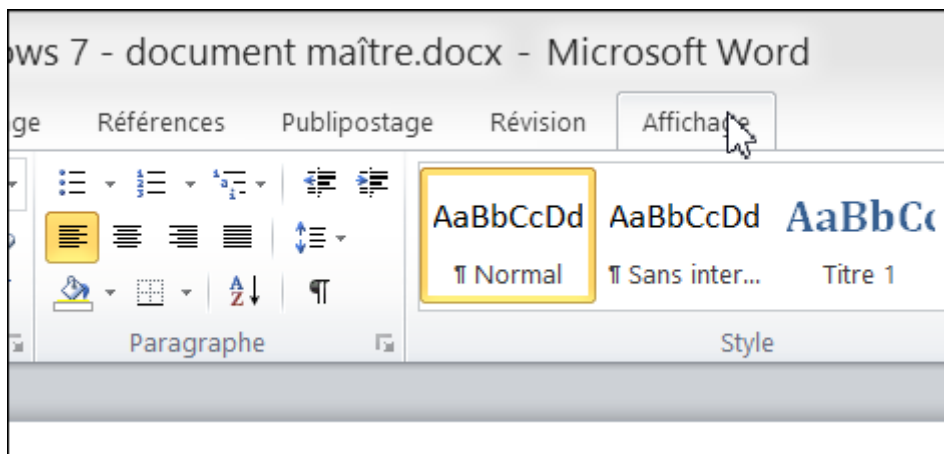 ows 7 - document maître.docx - Microsoft Word
ge Références Publipostage Révision Affichage
AaBbCcDd AaBbCcDd AaBbCc
¶ Normal ¶ Sans inter... Titre 1
Paragraphe Style